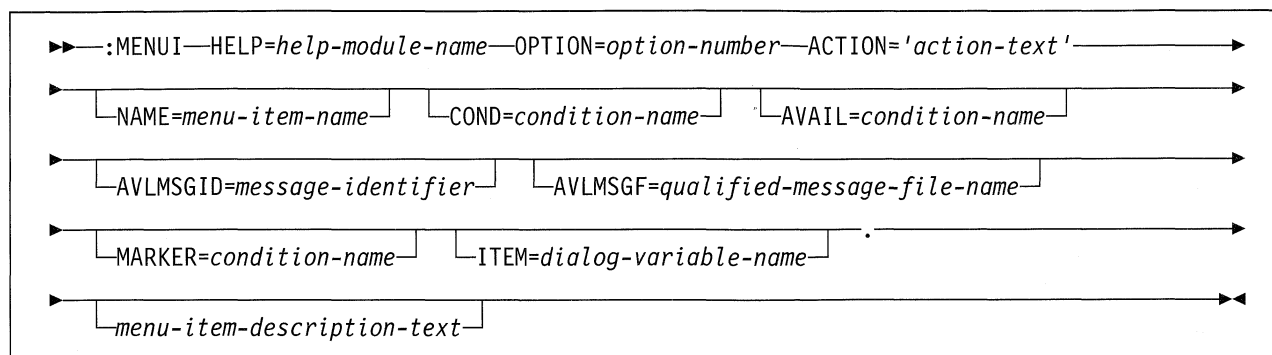 :MENUI HELP=help-module-name OPTION=option-number ACTION='action-text'
NAME=menu-item-name COND=condition-name AVAIL=condition-name
AVLMSGID=message-identifier AVLMSGF=qualified-message-file-name
MARKER=condition-name ITEM=dialog-variable-name .
menu-item-description-text